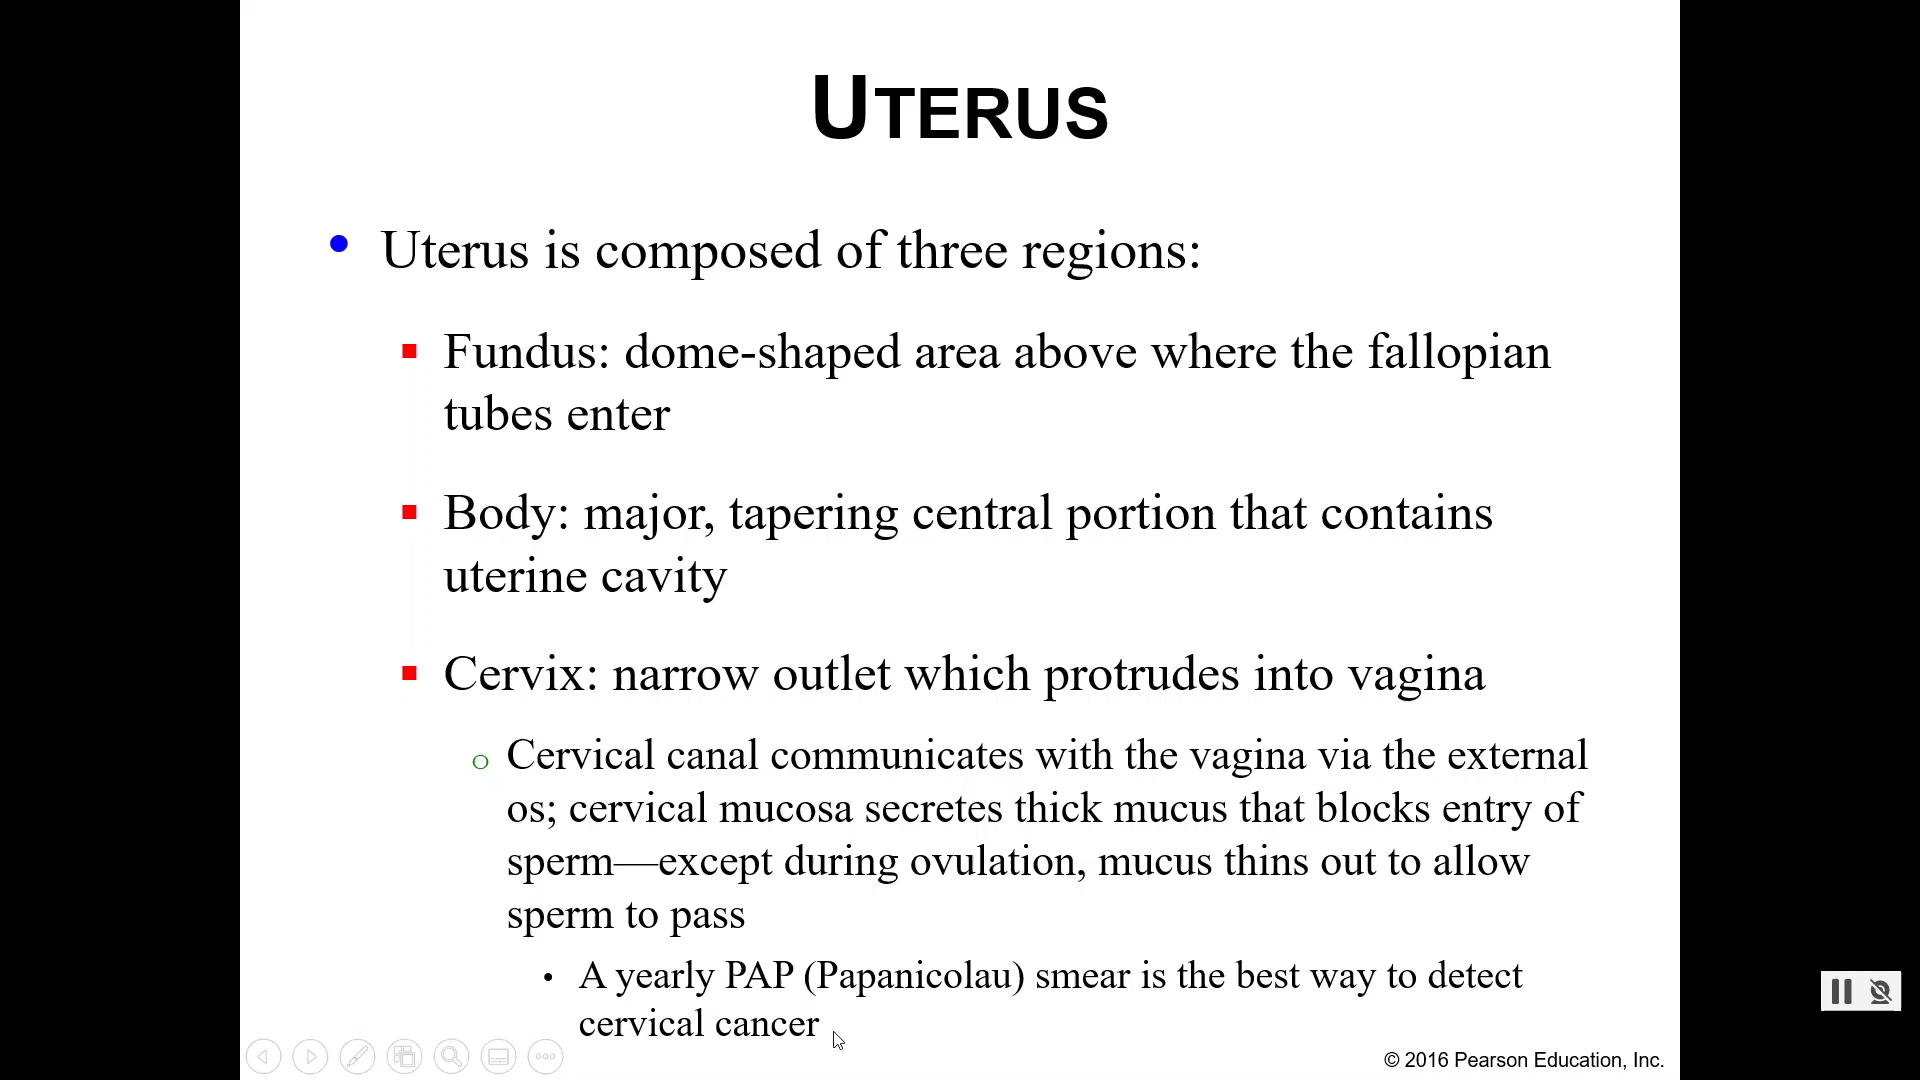 UTERUS
• Uterus is composed of three regions:
▪ Fundus: dome-shaped area above where the fallopian
tubes enter
▪ Body: major, tapering central portion that contains
uterine cavity
▪ Cervix: narrow outlet which protrudes into vagina
o Cervical canal communicates with the vagina via the external
os; cervical mucosa secretes thick mucus that blocks entry of
sperm—except during ovulation, mucus thins out to allow
sperm to pass
• A yearly PAP (Papanicolau) smear is the best way to detect
cervical cancer
© 2016 Pearson Education, Inc.